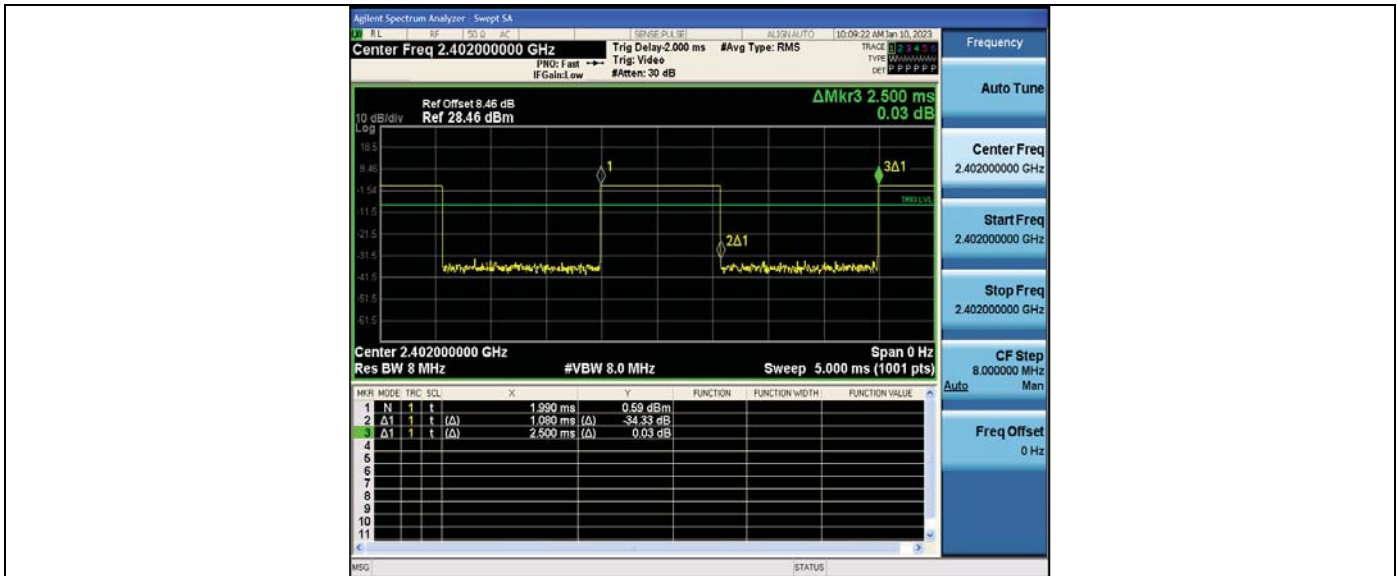 Agilent Spectrum Analyzer - Swept SA
RL RF 50 Ω AC SENSE:PULSE ALIGN AUTO 10:09:22 AM Jan 10, 2023
Center Freq 2.402000000 GHz Trig Delay-2.000 ms #Avg Type: RMS TRACE 1 2 3 4 5 6
PNO: Fast Trig: Video TYPE WWWWWW
IFGain:Low #Atten: 30 dB DET P P P P P P
Frequency
Auto Tune
Center Freq
2.402000000 GHz
Start Freq
2.402000000 GHz
Stop Freq
2.402000000 GHz
CF Step
8.000000 MHz
Auto Man
Freq Offset
0 Hz
ΔMkr3 2.500 ms
0.03 dB
Ref Offset 8.46 dB
10 dB/div Ref 28.46 dBm
Log
18.5
8.46
-1.54
-11.5
-21.5
-31.5
-41.5
-51.5
-61.5
1
3Δ1
TRIG LVL
2Δ1
Center 2.402000000 GHz Span 0 Hz
Res BW 8 MHz #VBW 8.0 MHz Sweep 5.000 ms (1001 pts)
MKR MODE TRC SCL X Y FUNCTION FUNCTION WIDTH FUNCTION VALUE
1 N 1 t 1.990 ms 0.59 dBm
2 Δ1 1 t (Δ) 1.080 ms (Δ) -34.33 dB
3 Δ1 1 t (Δ) 2.500 ms (Δ) 0.03 dB
4
5
6
7
8
9
10
11
MSG STATUS